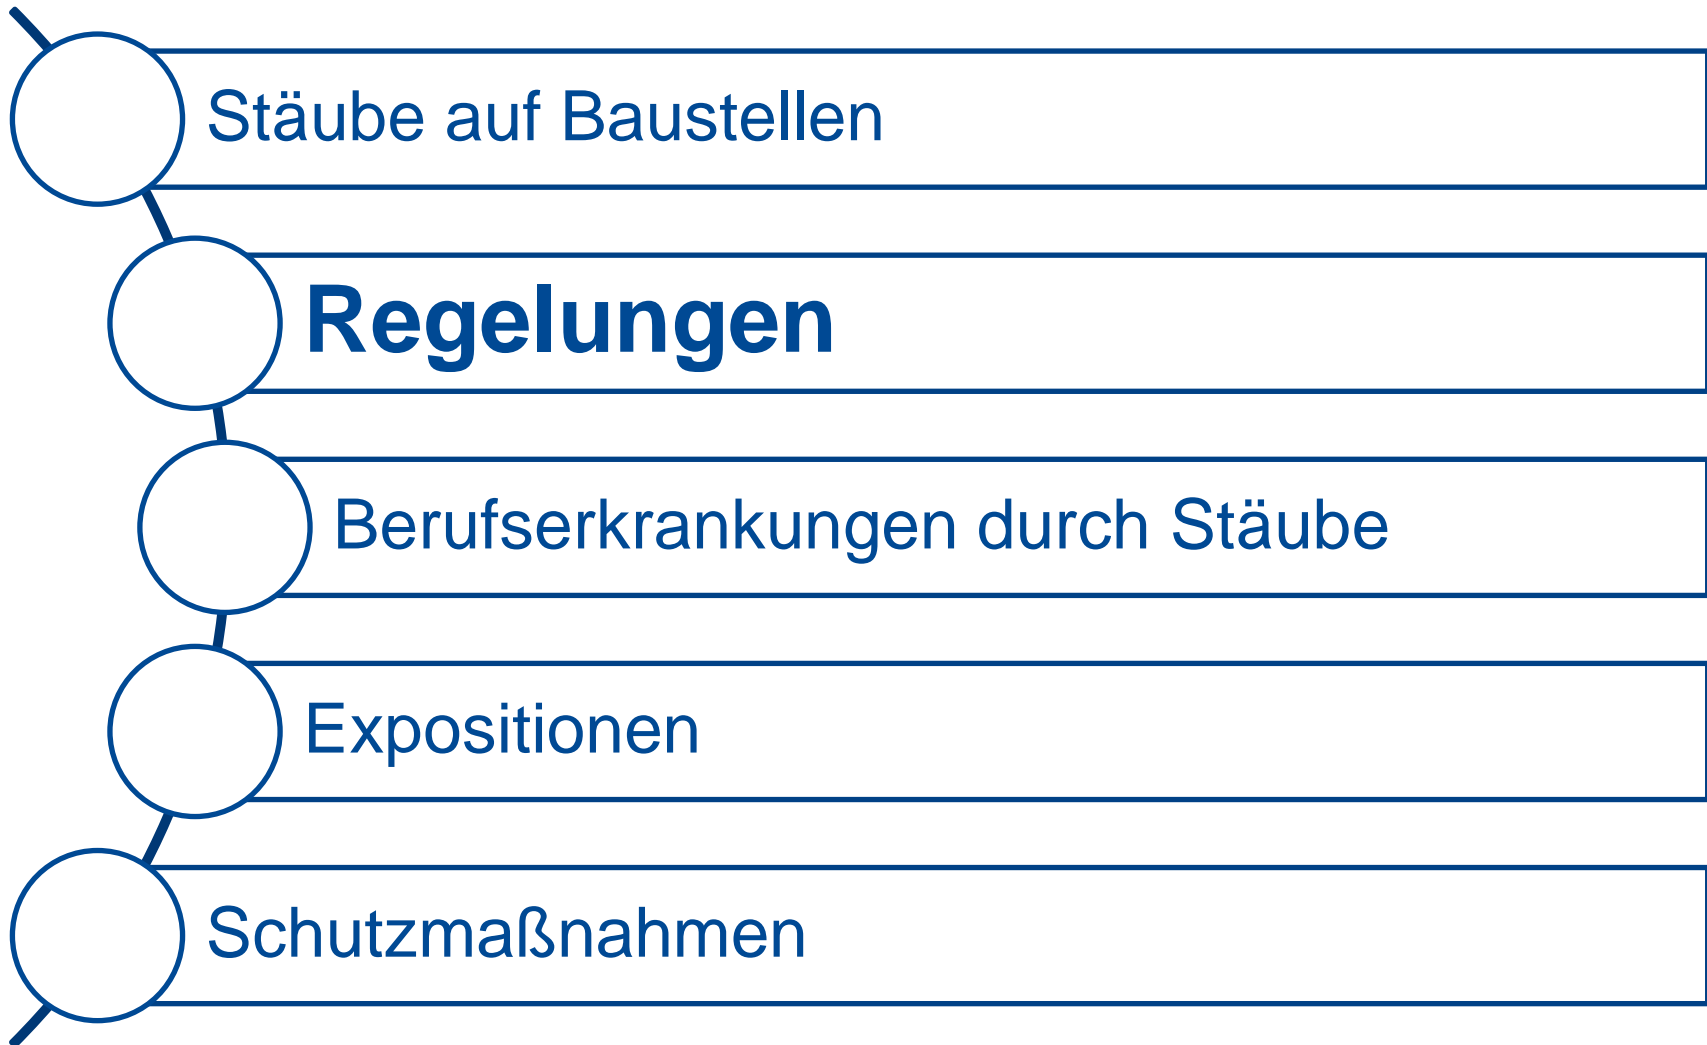 Stäube auf Baustellen
Regelungen
Berufserkrankungen durch Stäube
Expositionen
Schutzmaßnahmen